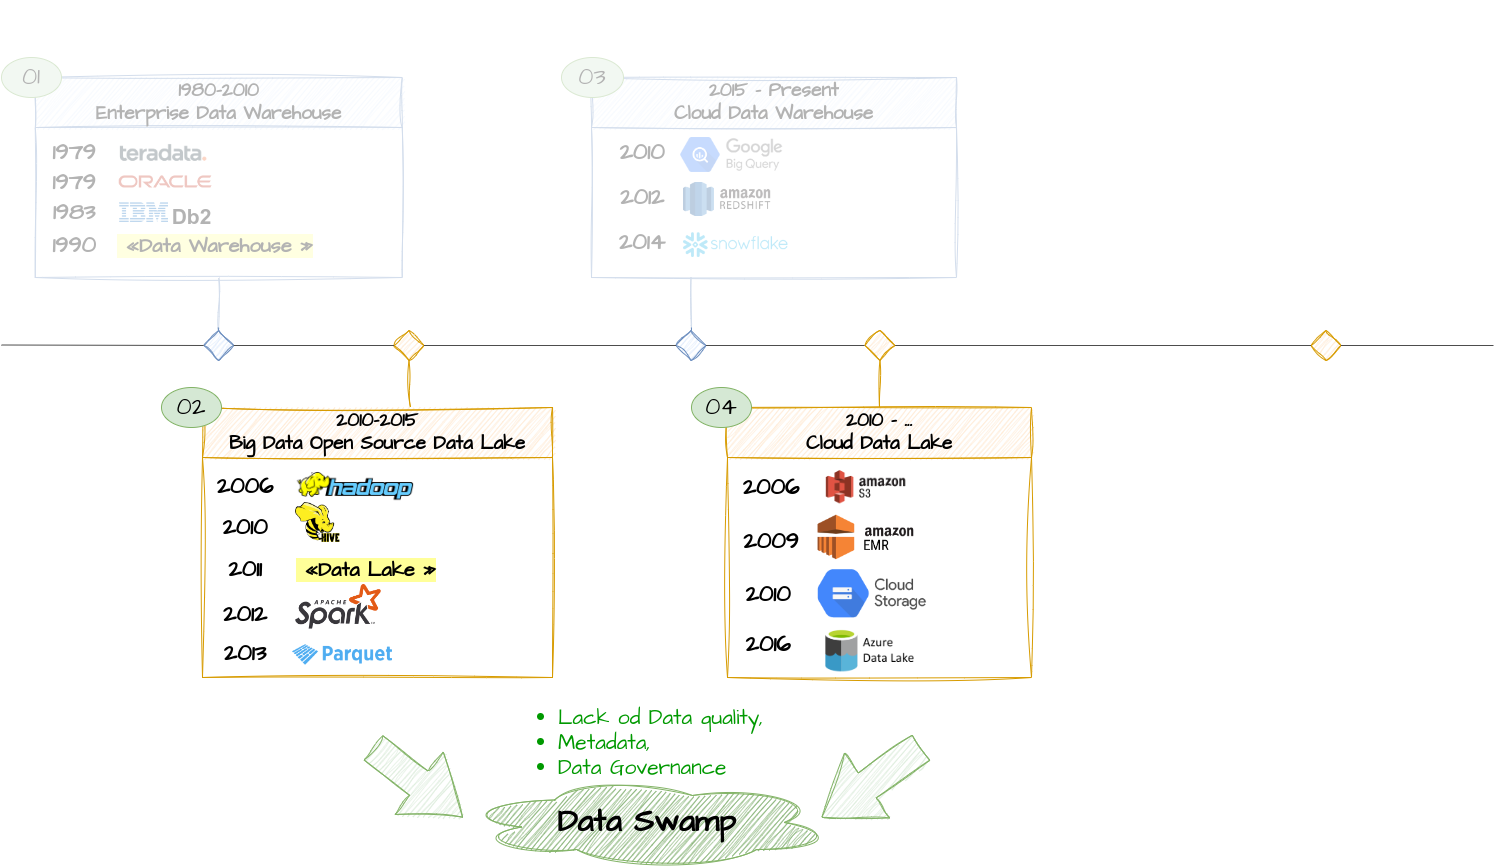 01
1980-2010
Enterprise Data Warehouse
1979 teradata.
1979 ORACLE
1983 IBM Db2
1990 «Data Warehouse »
03
2015 - Present
Cloud Data Warehouse
2010 Google
Big Query
2012 amazon
REDSHIFT
2014 snowflake
02
2010-2015
Big Data Open Source Data Lake
2006 hadoop
2010 HIVE
2011 «Data Lake »
2012 APACHE
Spark
2013 Parquet
04
2010 - ...
Cloud Data Lake
2006 amazon
S3
2009 amazon
EMR
2010 Cloud
Storage
2016 Azure
Data Lake
• Lack od Data quality,
• Metadata,
• Data Governance
Data Swamp